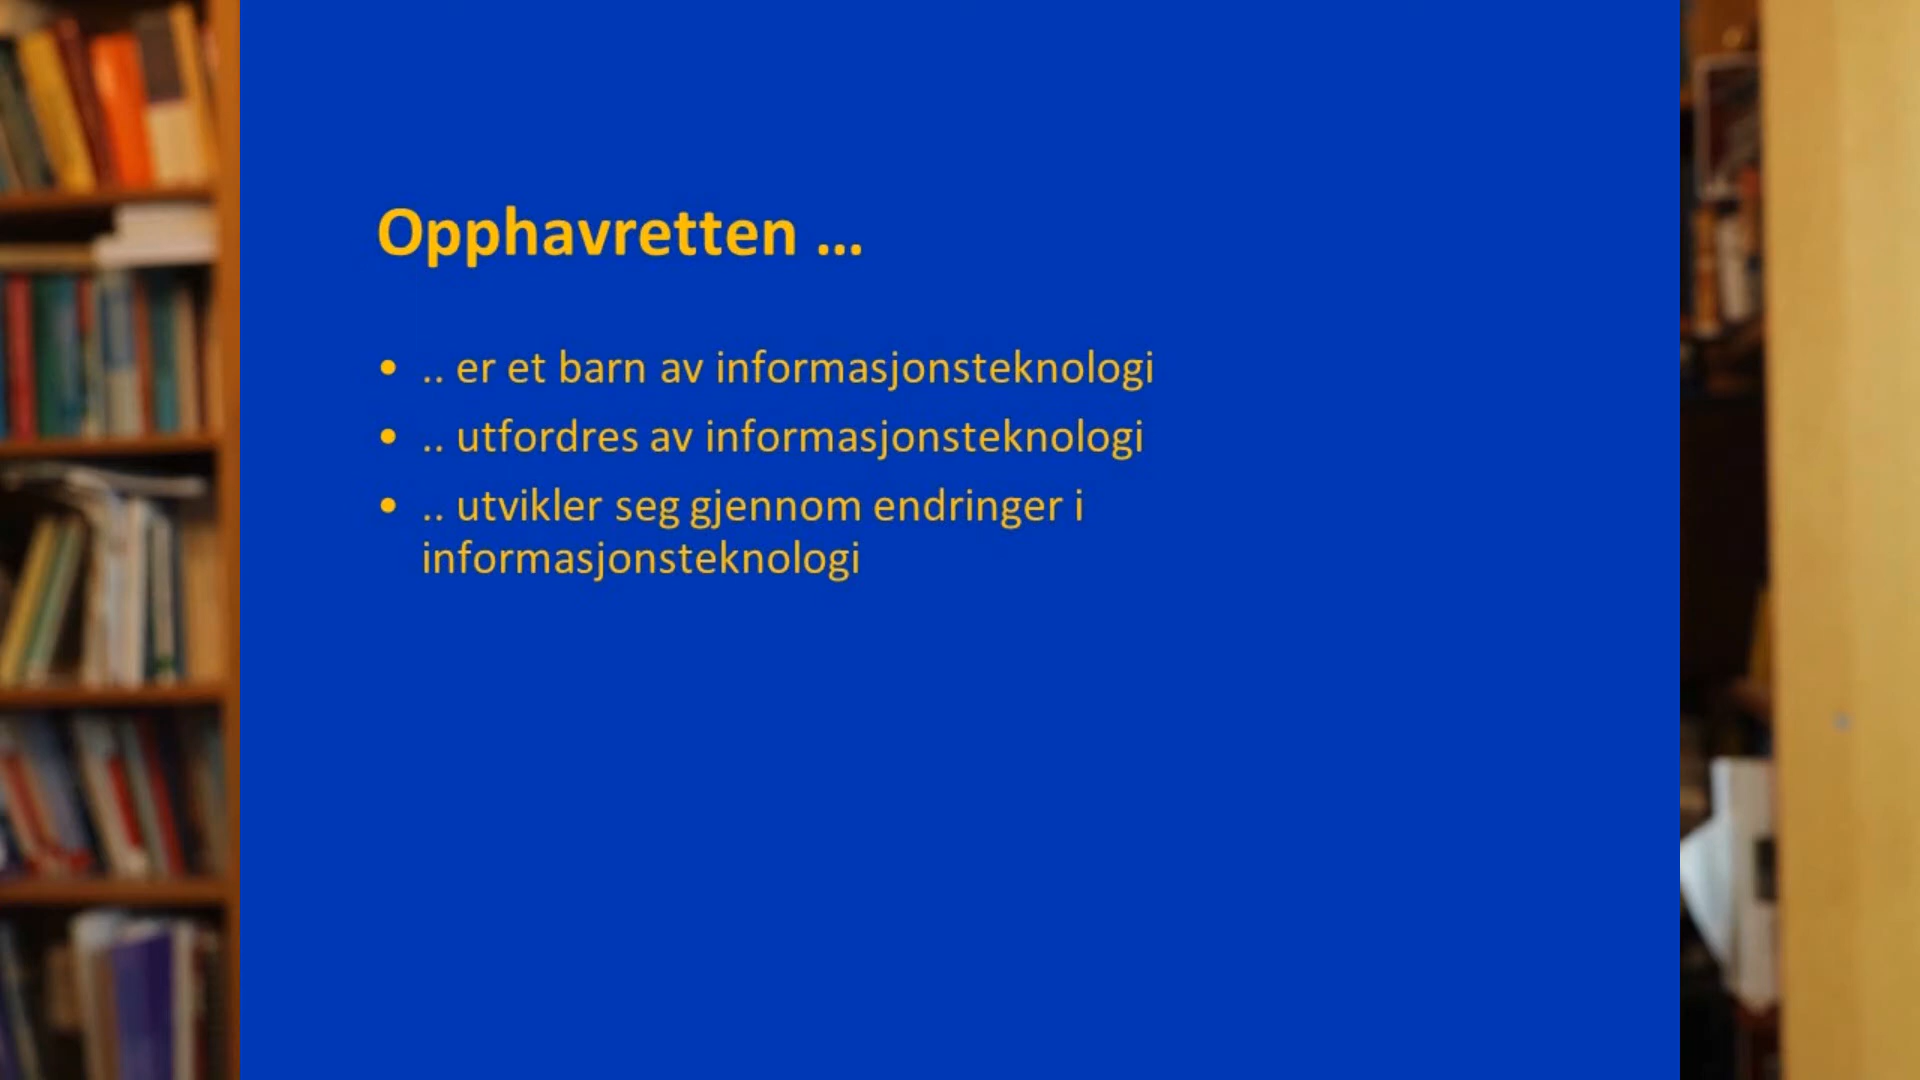 Opphavretten ...
• .. er et barn av informasjonsteknologi
• .. utfordres av informasjonsteknologi
• .. utvikler seg gjennom endringer i
informasjonsteknologi